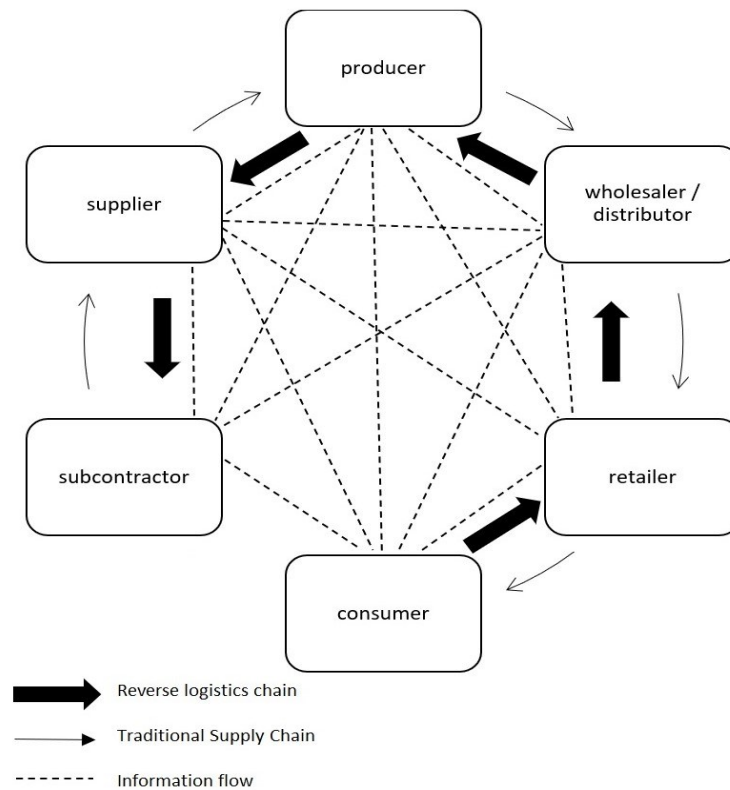 producer
supplier
wholesaler /
distributor
subcontractor
retailer
consumer
Reverse logistics chain
Traditional Supply Chain
Information flow